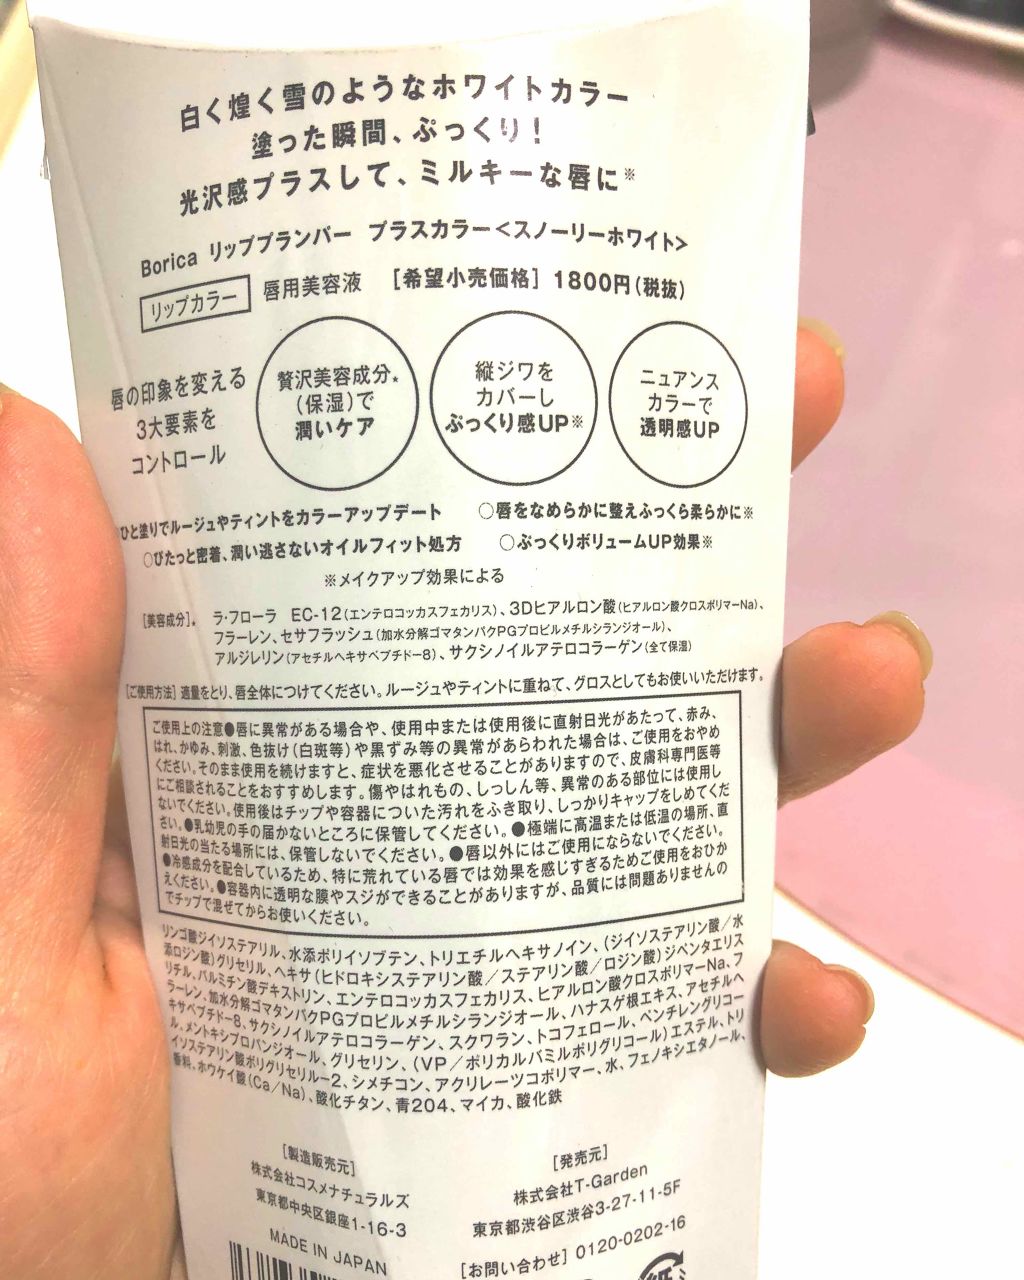 白く煌く雪のようなホワイトカラー
塗った瞬間、ぷっくり!
光沢感プラスして、ミルキーな唇に※
Borica リッププランパー プラスカラー<スノーリーホワイト>
リップカラー 唇用美容液 [希望小売価格] 1800円(税抜)
唇の印象を変える
3大要素を
コントロール
贅沢美容成分*
(保湿)で
潤いケア
縦ジワを
カバーし
ぷっくり感UP※
ニュアンス
カラーで
透明感UP
ひと塗りでルージュやティントをカラーアップデート ○唇をなめらかに整えふっくら柔らかに※
○ぴたっと密着、潤い逃さないオイルフィット処方 ○ぷっくりボリュームUP効果※
※メイクアップ効果による
[美容成分]* ラ・フローラ EC-12(エンテロコッカスフェカリス)、3Dヒアルロン酸(ヒアルロン酸クロスポリマーNa)、
フラーレン、セサフラッシュ(加水分解ゴマタンパクPGプロピルメチルシランジオール)、
アルジレリン(アセチルヘキサペプチド-8)、サクシノイルアテロコラーゲン(全て保湿)
[ご使用方法] 適量をとり、唇全体につけてください。ルージュやティントに重ねて、グロスとしてもお使いいただけます。
ご使用上の注意●唇に異常がある場合や、使用中または使用後に直射日光があたって、赤み、
はれ、かゆみ、刺激、色抜け(白斑等)や黒ずみ等の異常があらわれた場合は、ご使用をおやめ
ください。そのまま使用を続けますと、症状を悪化させることがありますので、皮膚科専門医等
にご相談されることをおすすめします。傷やはれもの、しっしん等、異常のある部位には使用し
ないでください。使用後はチップや容器についた汚れをふき取り、しっかりキャップをしめてくだ
さい。●乳幼児の手の届かないところに保管してください。●極端に高温または低温の場所、直
射日光の当たる場所には、保管しないでください。●唇以外にはご使用にならないでください。
●冷感成分を配合しているため、特に荒れている唇では効果を感じすぎるためご使用をおひか
えください。●容器内に透明な膜やスジができることがありますが、品質には問題ありませんの
でチップで混ぜてからお使いください。
リンゴ酸ジイソステアリル、水添ポリイソブテン、トリエチルヘキサノイン、(ジイソステアリン酸/水
添ロジン酸)グリセリル、ヘキサ(ヒドロキシステアリン酸/ステアリン酸/ロジン酸)ジペンタエリス
リチル、パルミチン酸デキストリン、エンテロコッカスフェカリス、ヒアルロン酸クロスポリマーNa、フ
ラーレン、加水分解ゴマタンパクPGプロピルメチルシランジオール、ハナスゲ根エキス、アセチルヘ
キサペプチド-8、サクシノイルアテロコラーゲン、スクワラン、トコフェロール、ペンチレングリコー
ル、メントキシプロパンジオール、グリセリン、(VP/ポリカルバミルポリグリコール)エステル、トリ
イソステアリン酸ポリグリセリル-2、シメチコン、アクリレーツコポリマー、水、フェノキシエタノール、
香料、ホウケイ酸(Ca/Na)、酸化チタン、青204、マイカ、酸化鉄
[製造販売元]
株式会社コスメナチュラルズ
東京都中央区銀座1-16-3
MADE IN JAPAN
[発売元]
株式会社T-Garden
東京都渋谷区渋谷3-27-11-5F
[お問い合わせ] 0120-0202-16